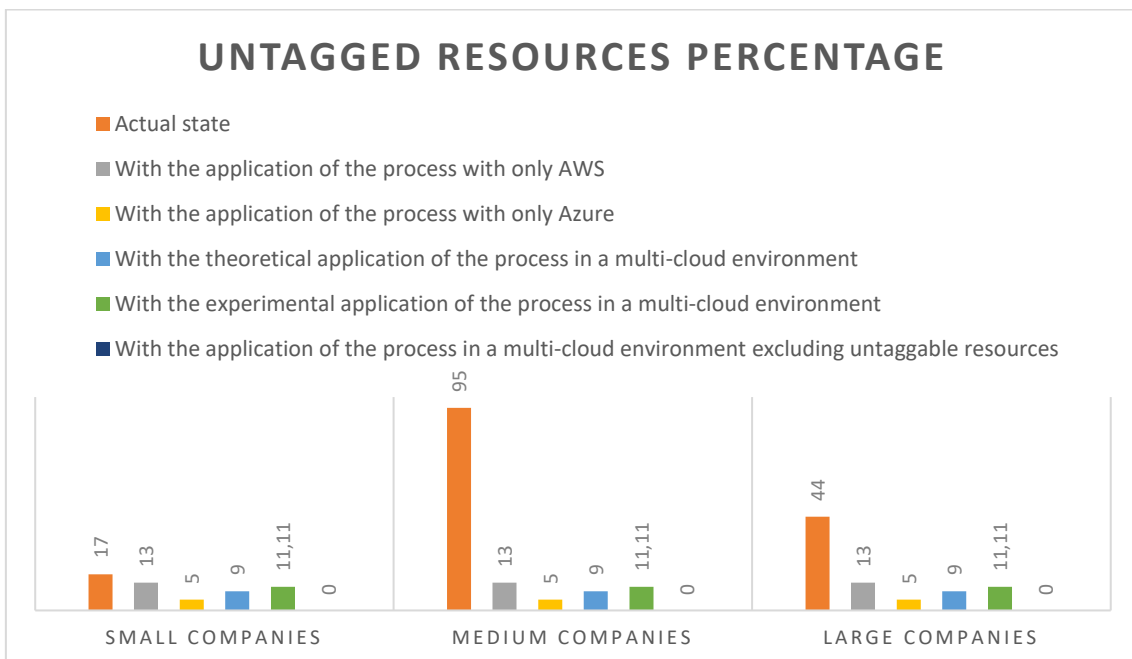 UNTAGGED RESOURCES PERCENTAGE
Actual state
With the application of the process with only AWS
With the application of the process with only Azure
With the theoretical application of the process in a multi-cloud environment
With the experimental application of the process in a multi-cloud environment
With the application of the process in a multi-cloud environment excluding untaggable resources
17
13
5
9
11,11
0
95
13
5
9
11,11
0
44
13
5
9
11,11
0
SMALL COMPANIES
MEDIUM COMPANIES
LARGE COMPANIES